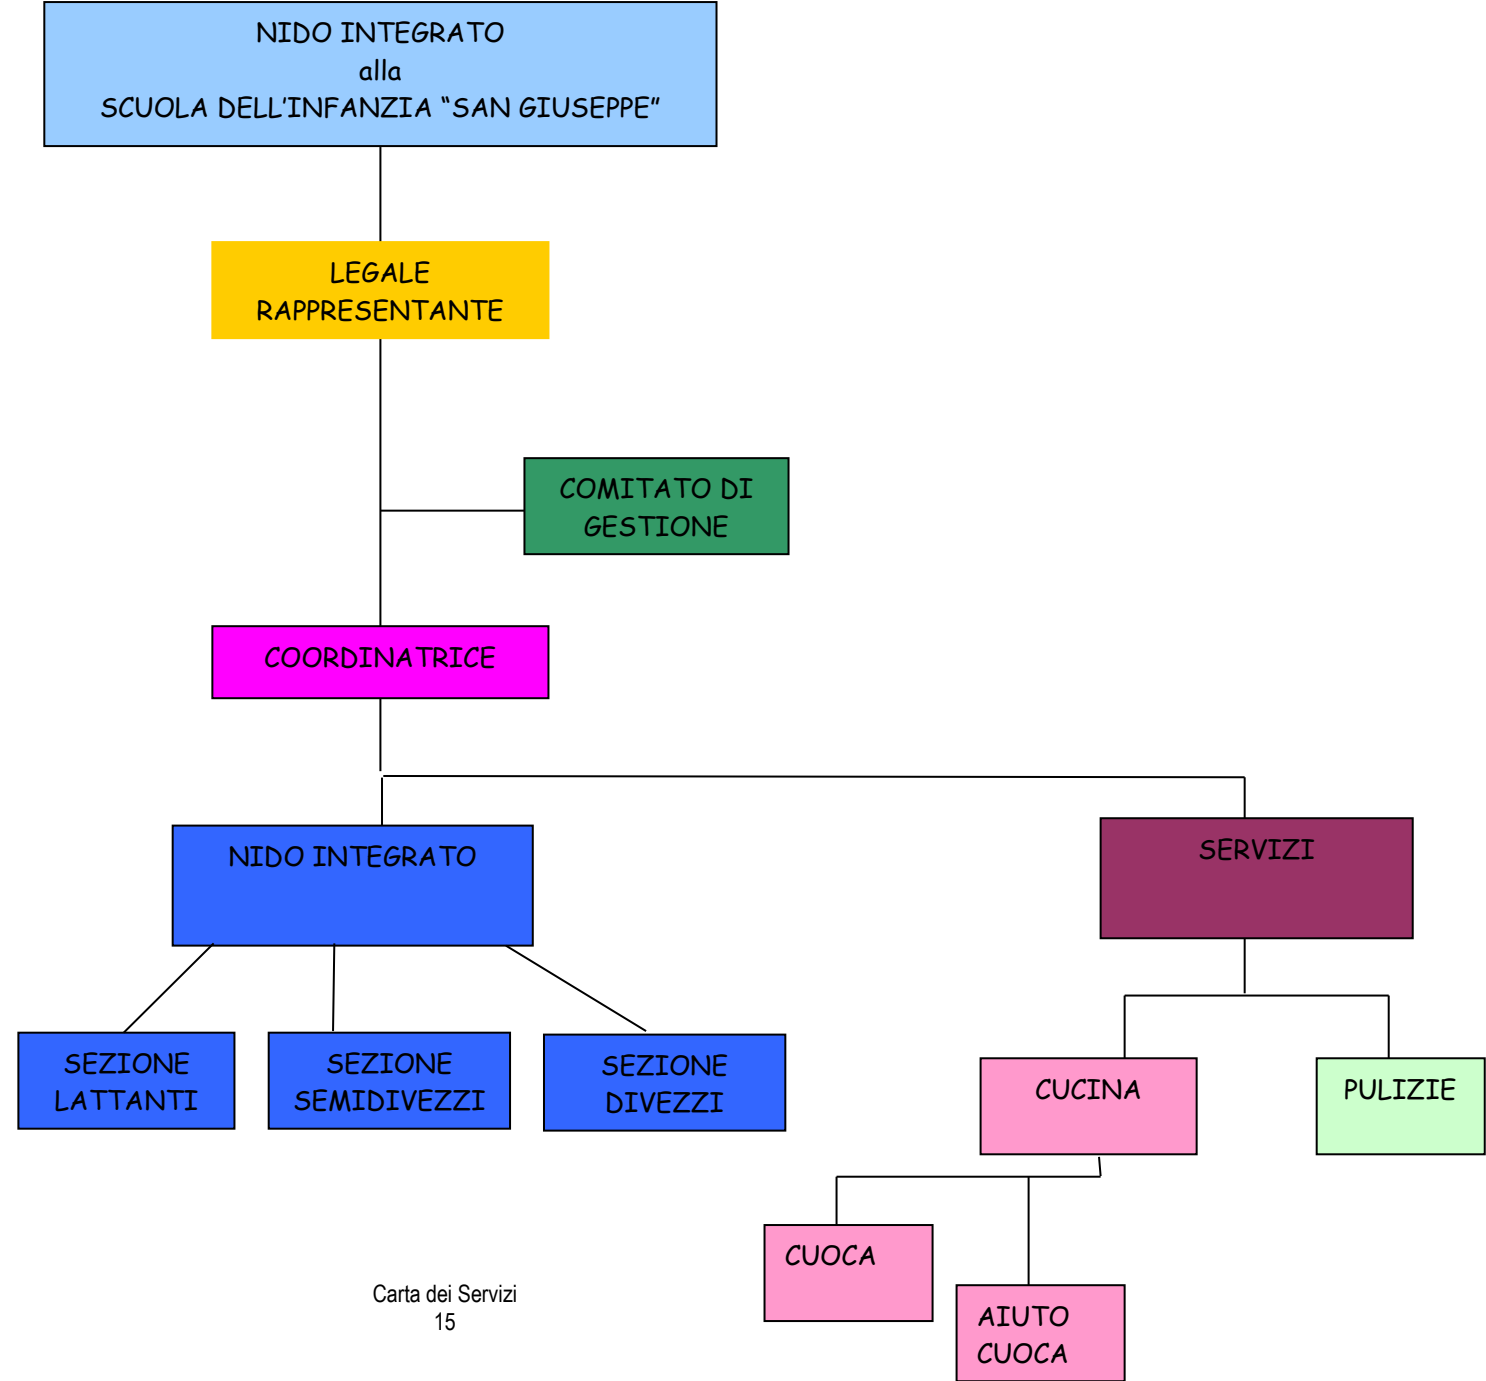 NIDO INTEGRATO
alla
SCUOLA DELL'INFANZIA “SAN GIUSEPPE”
LEGALE
RAPPRESENTANTE
COMITATO DI
GESTIONE
COORDINATRICE
NIDO INTEGRATO
SERVIZI
SEZIONE
LATTANTI
SEZIONE
SEMIDIVEZZI
SEZIONE
DIVEZZI
CUCINA
PULIZIE
CUOCA
AIUTO
CUOCA
Carta dei Servizi
15